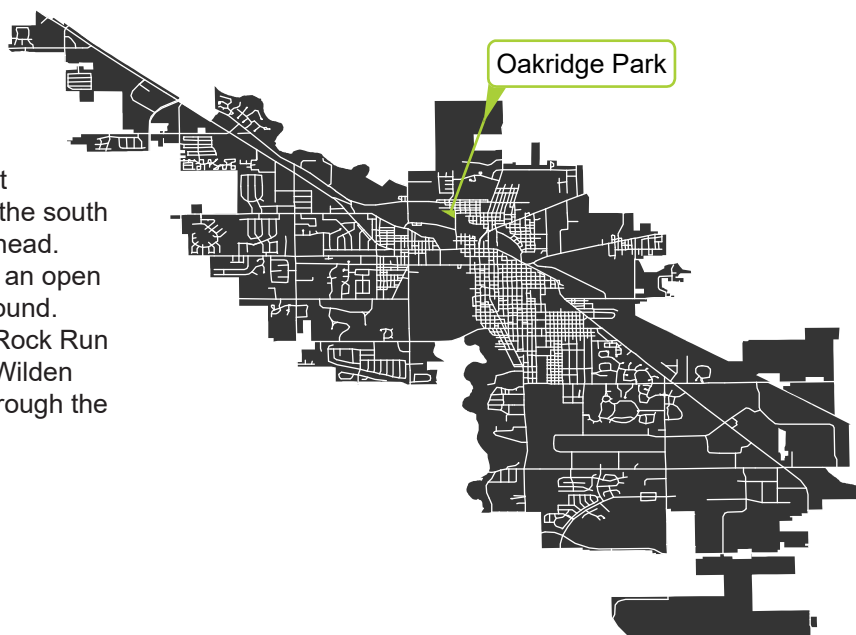 Oakridge Park
t
the south
head.
an open
ound.
Rock Run
Wilden
rough the